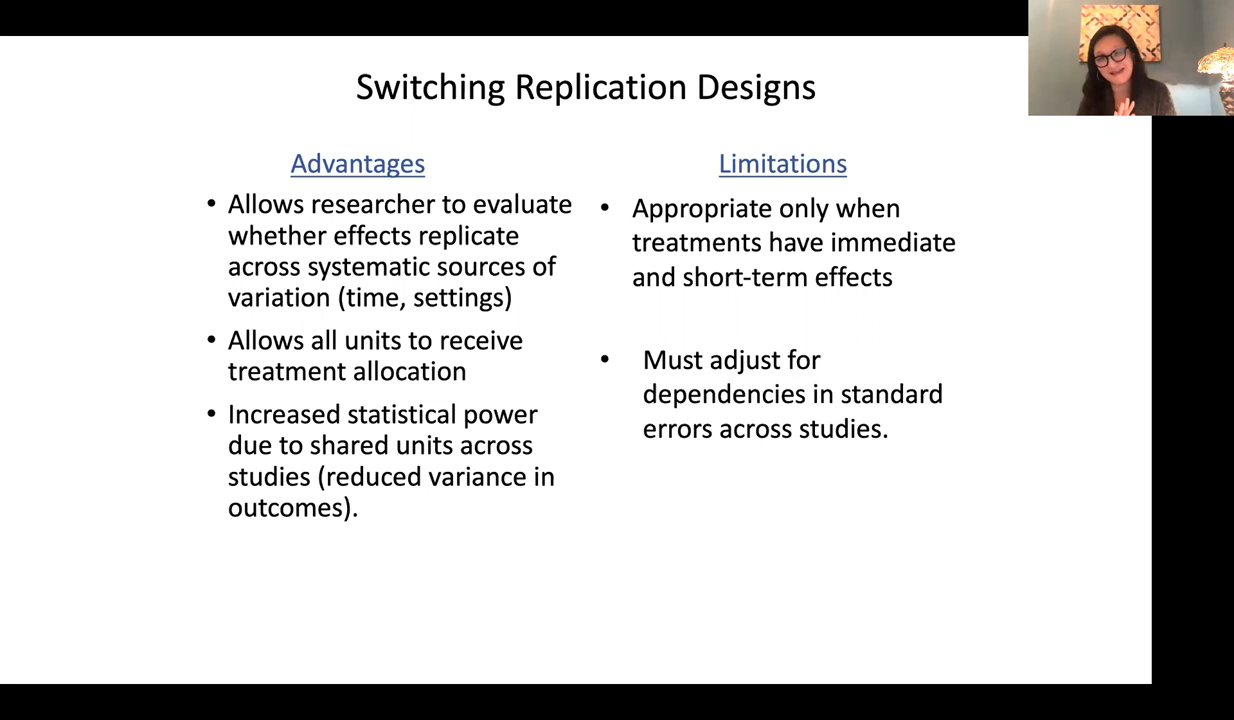 Switching Replication Designs
Advantages
• Allows researcher to evaluate
whether effects replicate
across systematic sources of
variation (time, settings)
• Allows all units to receive
treatment allocation
• Increased statistical power
due to shared units across
studies (reduced variance in
outcomes).
Limitations
• Appropriate only when
treatments have immediate
and short-term effects
• Must adjust for
dependencies in standard
errors across studies.